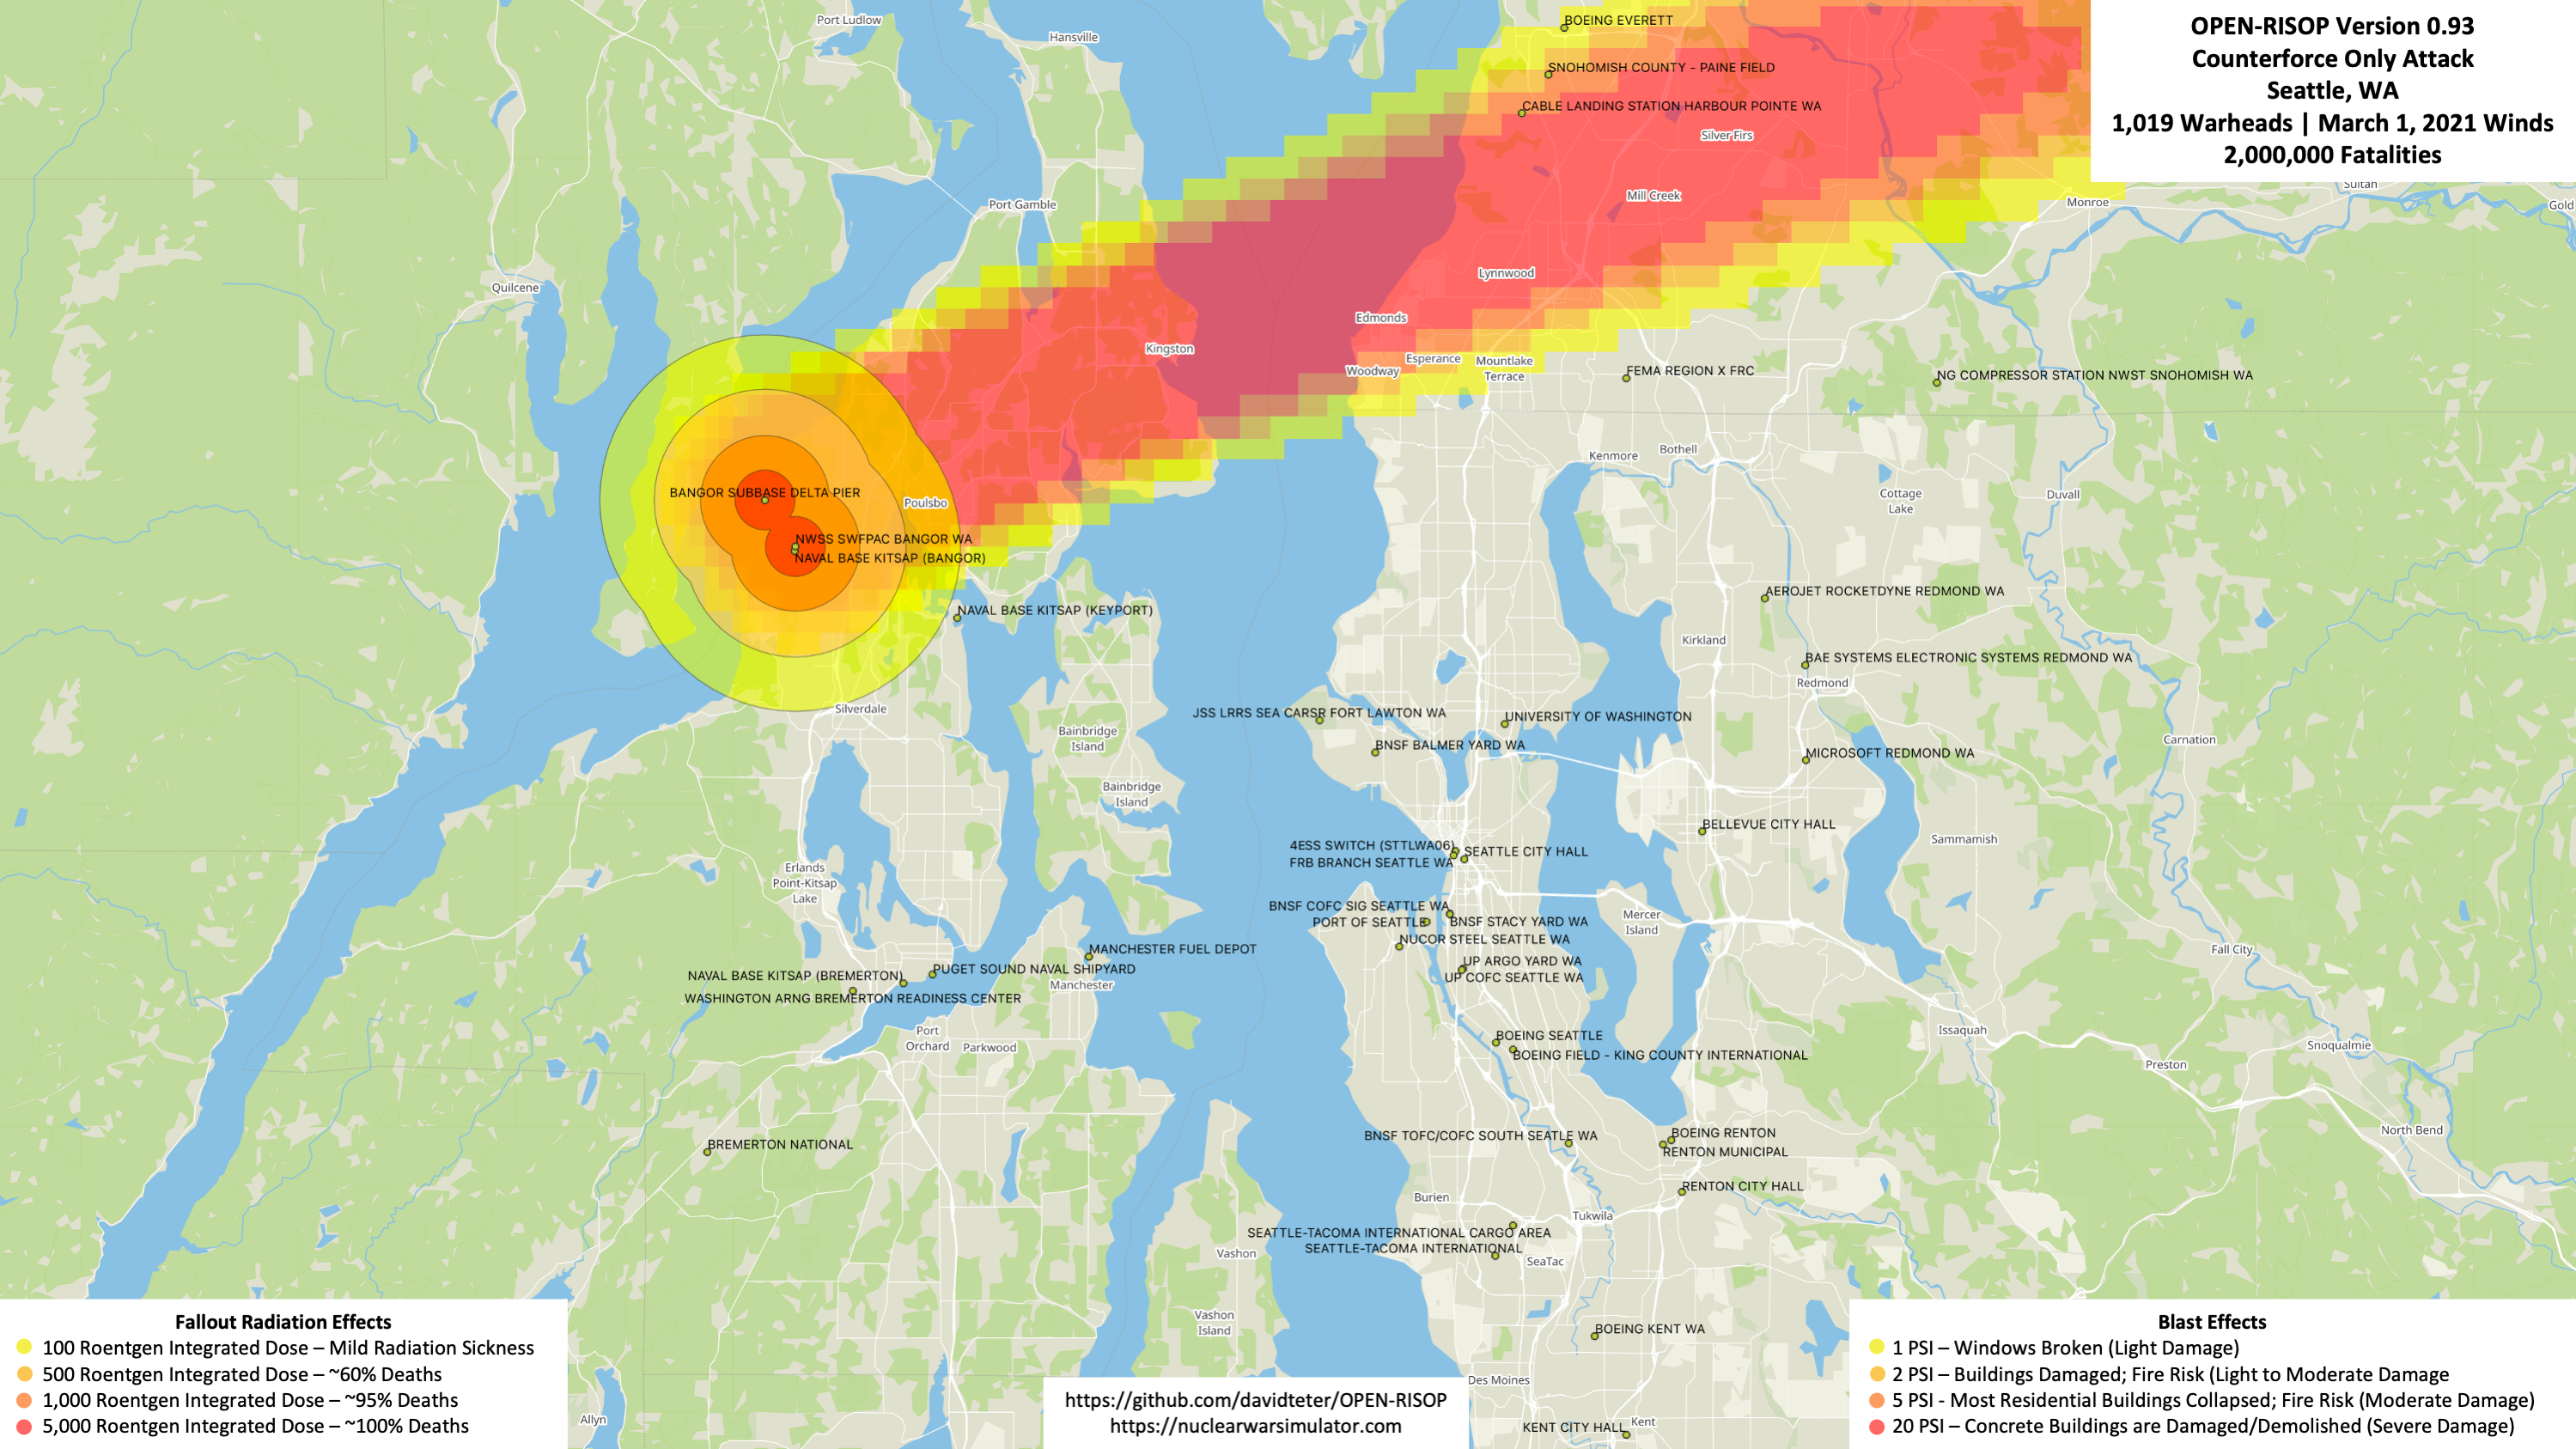 OPEN-RISOP Version 0.93
Counterforce Only Attack
Seattle, WA
1,019 Warheads | March 1, 2021 Winds
2,000,000 Fatalities
Port Ludlow
BOEING EVERETT
Hansville
SNOHOMISH COUNTY - PAINE FIELD
CABLE LANDING STATION HARBOUR POINTE WA
Silver Firs
Sultan
Mill Creek
Monroe
Gold
Port Gamble
Lynnwood
Quilcene
Edmonds
Kingston
Esperance
Mountlake
Terrace
Woodway
FEMA REGION X FRC
NG COMPRESSOR STATION NWST SNOHOMISH WA
Bothell
Kenmore
BANGOR SUBBASE DELTA PIER
Poulsbo
Cottage
Lake
Duvall
NWSS SWFPAC BANGOR WA
NAVAL BASE KITSAP (BANGOR)
AEROJET ROCKETDYNE REDMOND WA
NAVAL BASE KITSAP (KEYPORT)
Kirkland
BAE SYSTEMS ELECTRONIC SYSTEMS REDMOND WA
Redmond
Silverdale
JSS LRRS SEA CARSR FORT LAWTON WA
UNIVERSITY OF WASHINGTON
Bainbridge
Island
BNSF BALMER YARD WA
Carnation
MICROSOFT REDMOND WA
Bainbridge
Island
BELLEVUE CITY HALL
Sammamish
4ESS SWITCH (STTLWA06)
SEATTLE CITY HALL
FRB BRANCH SEATTLE WA
Erlands
Point-Kitsap
Lake
BNSF COFC SIG SEATTLE WA
PORT OF SEATTLE
BNSF STACY YARD WA
Mercer
Island
NUCOR STEEL SEATTLE WA
MANCHESTER FUEL DEPOT
Fall City
UP ARGO YARD WA
UP COFC SEATTLE WA
PUGET SOUND NAVAL SHIPYARD
NAVAL BASE KITSAP (BREMERTON)
Manchester
WASHINGTON ARNG BREMERTON READINESS CENTER
Port
Orchard
Parkwood
BOEING SEATTLE
BOEING FIELD - KING COUNTY INTERNATIONAL
Issaquah
Snoqualmie
Preston
BNSF TOFC/COFC SOUTH SEATLE WA
BOEING RENTON
RENTON MUNICIPAL
North Bend
BREMERTON NATIONAL
RENTON CITY HALL
Burien
Tukwila
SEATTLE-TACOMA INTERNATIONAL CARGO AREA
SEATTLE-TACOMA INTERNATIONAL
SeaTac
Vashon
Vashon
Island
BOEING KENT WA
Des Moines
Allyn
KENT CITY HALL
Kent
Fallout Radiation Effects
100 Roentgen Integrated Dose – Mild Radiation Sickness
500 Roentgen Integrated Dose – ~60% Deaths
1,000 Roentgen Integrated Dose – ~95% Deaths
5,000 Roentgen Integrated Dose – ~100% Deaths
https://github.com/davidteter/OPEN-RISOP
https://nuclearwarsimulator.com
Blast Effects
1 PSI – Windows Broken (Light Damage)
2 PSI – Buildings Damaged; Fire Risk (Light to Moderate Damage
5 PSI - Most Residential Buildings Collapsed; Fire Risk (Moderate Damage)
20 PSI – Concrete Buildings are Damaged/Demolished (Severe Damage)